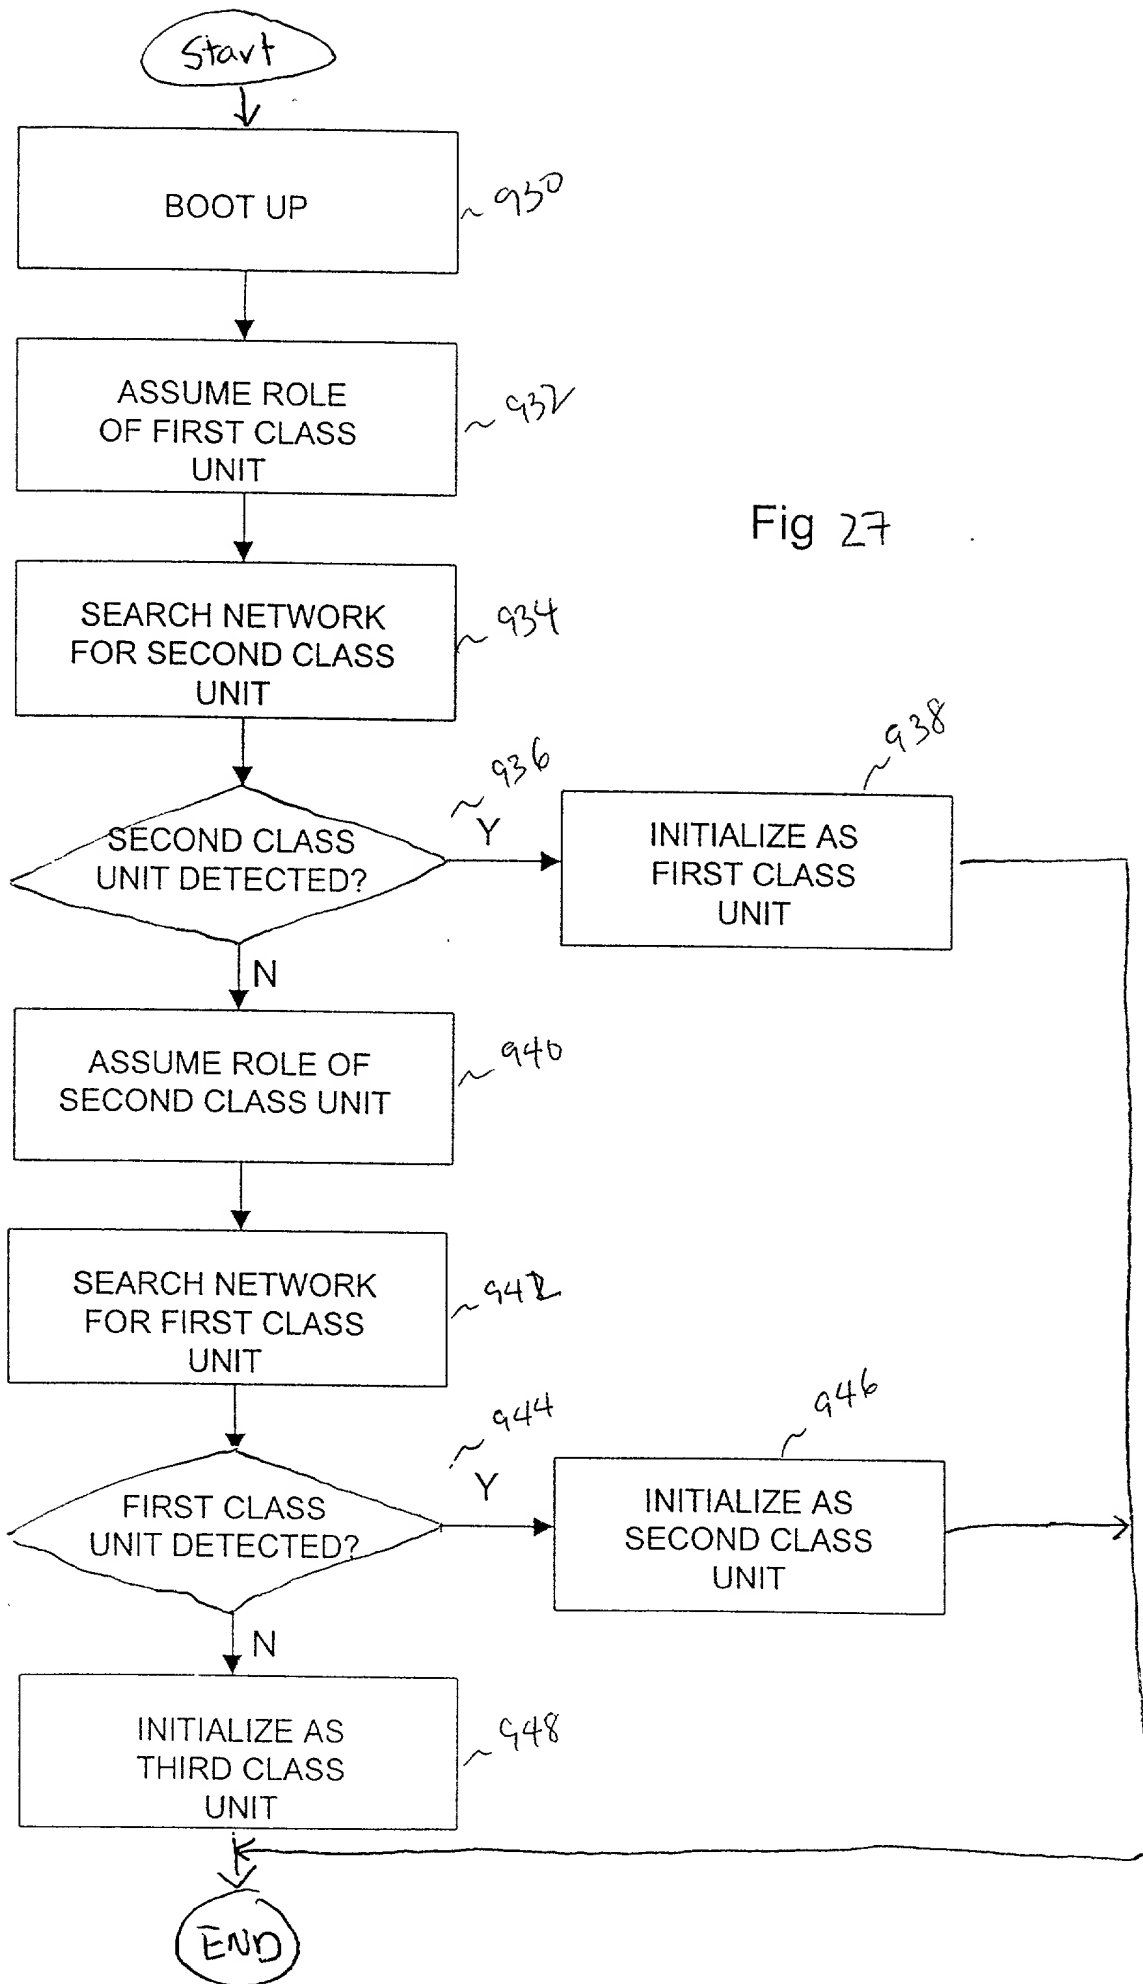 Start
BOOT UP
930
ASSUME ROLE
OF FIRST CLASS
UNIT
932
Fig 27
SEARCH NETWORK
FOR SECOND CLASS
UNIT
934
SECOND CLASS
UNIT DETECTED?
936
Y
938
INITIALIZE AS
FIRST CLASS
UNIT
N
ASSUME ROLE OF
SECOND CLASS UNIT
940
SEARCH NETWORK
FOR FIRST CLASS
UNIT
942
FIRST CLASS
UNIT DETECTED?
944
Y
946
INITIALIZE AS
SECOND CLASS
UNIT
N
INITIALIZE AS
THIRD CLASS
UNIT
948
END